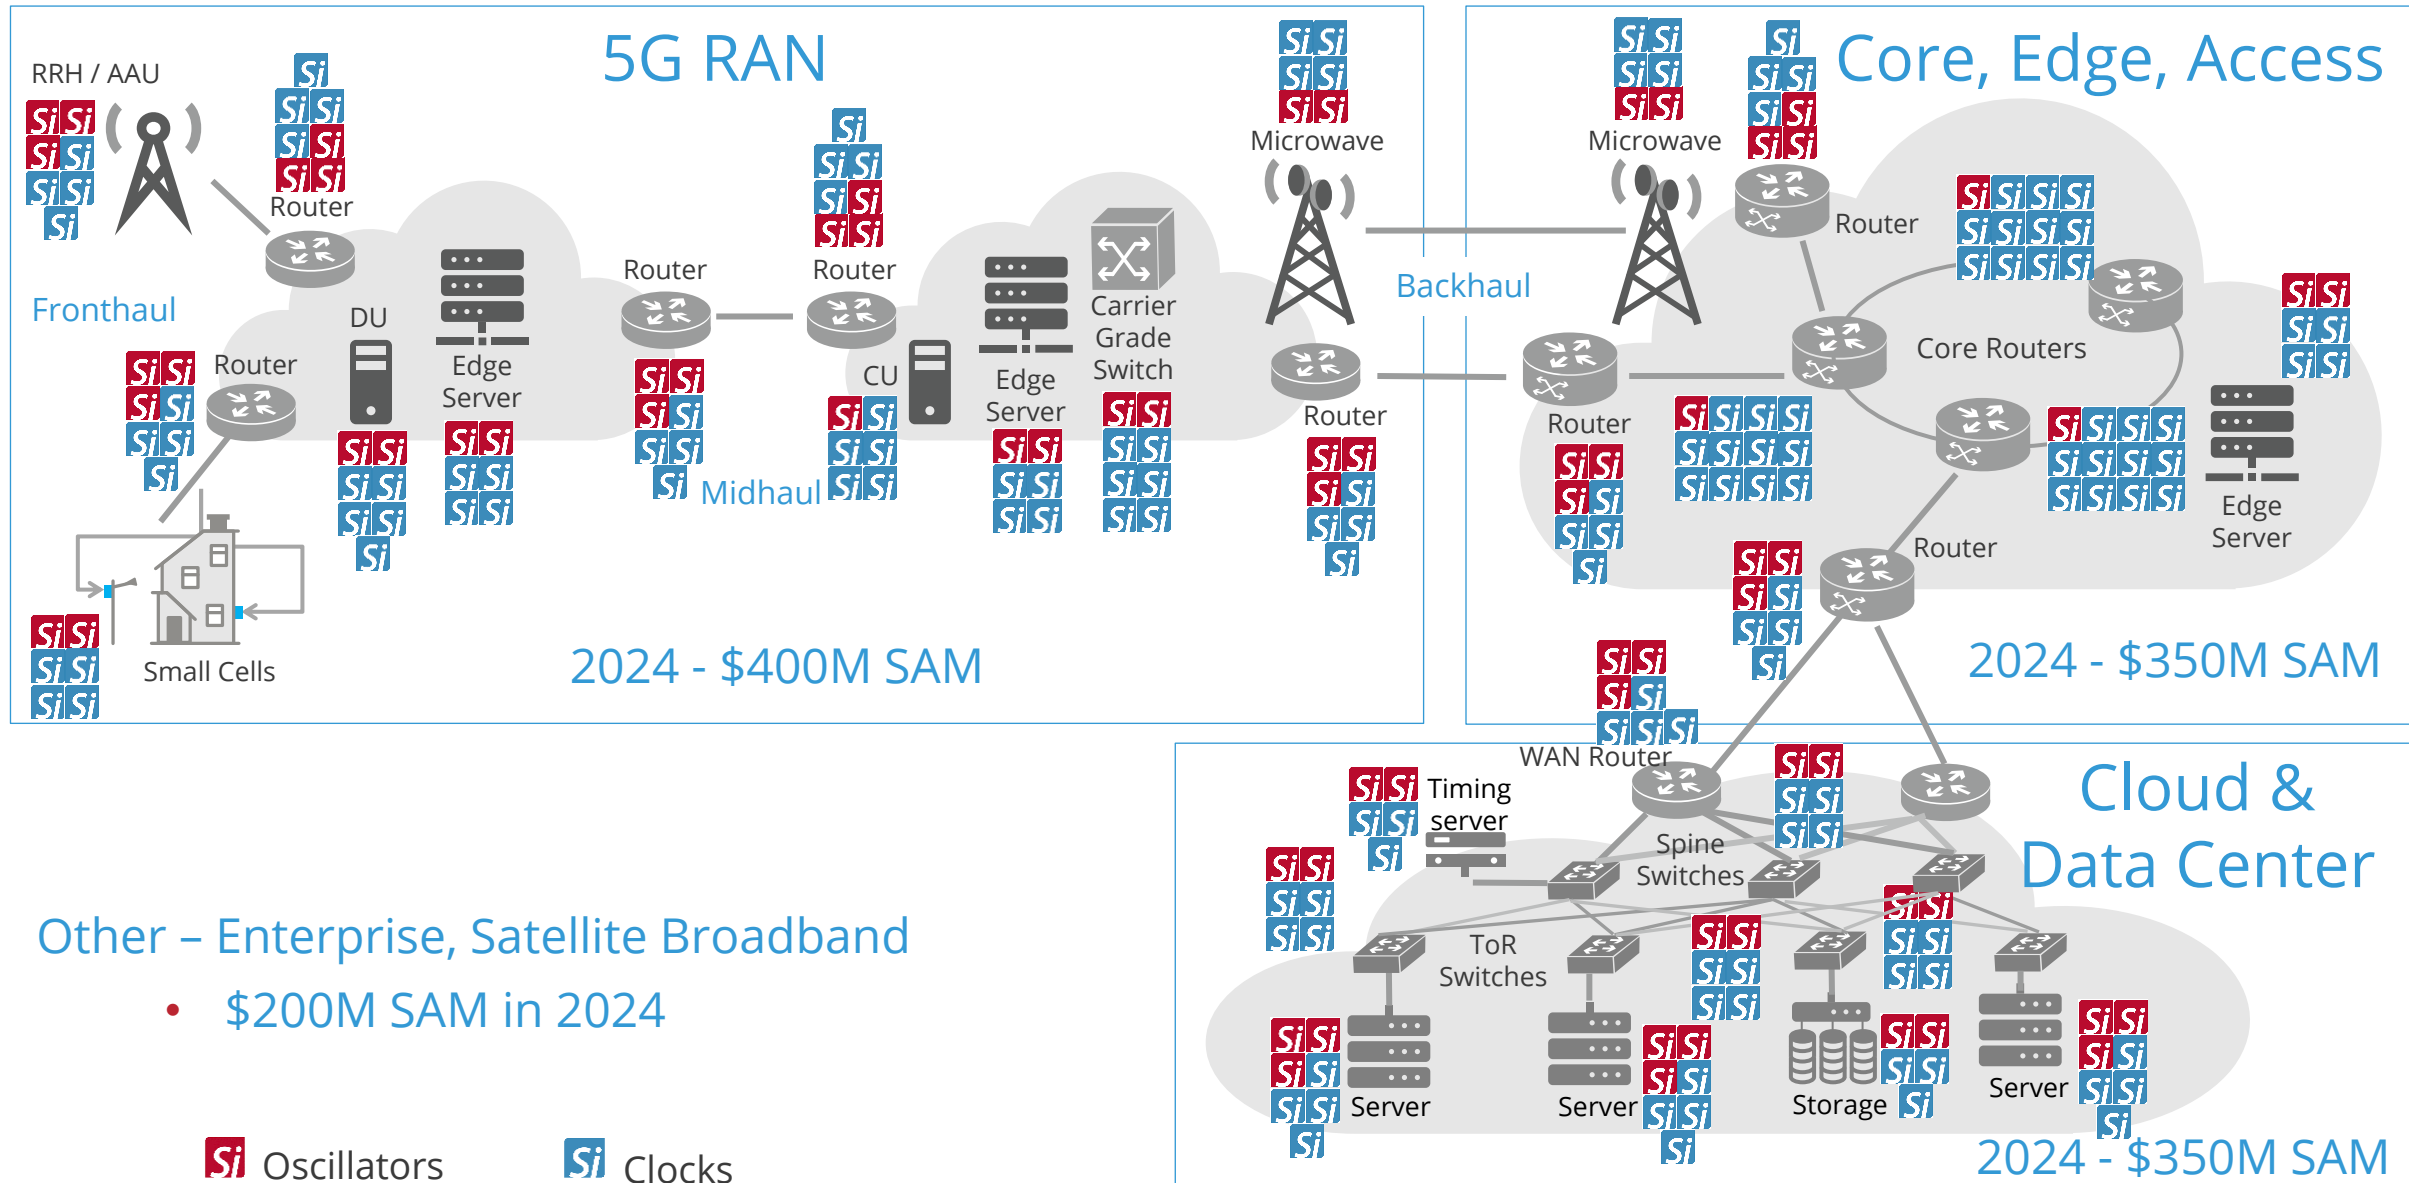 5G RAN
RRH / AAU
Router
Fronthaul
Router
DU
Edge
Server
Small Cells
Router
Midhaul
Router
CU
Edge
Server
Carrier
Grade
Switch
Microwave
Router
2024 - $400M SAM
Backhaul
Core, Edge, Access
Microwave
Router
Router
Core Routers
Edge
Server
Router
2024 - $350M SAM
Cloud &
Data Center
WAN Router
Timing
server
Spine
Switches
ToR
Switches
Server
Server
Storage
Server
2024 - $350M SAM
Other – Enterprise, Satellite Broadband
• $200M SAM in 2024
Si Oscillators
Si Clocks